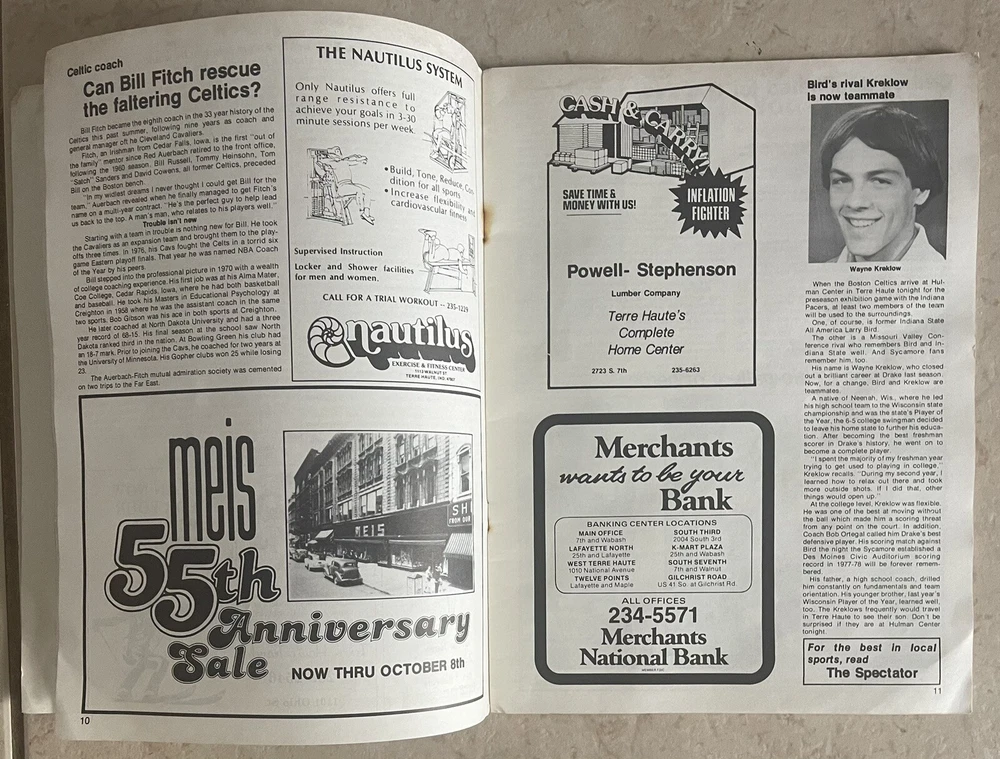 Celtic coach
Can Bill Fitch rescue
the faltering Celtics?
Bill Fitch became the eighth coach in the 33 year history of the
Celtics this past summer, following nine years as coach and
general manager of the Cleveland Cavaliers.
Fitch, an Irishman from Cedar Falls, Iowa, is the first "out of
the family" mentor since Red Auerbach retired to the front office,
following the 1960 season. Bill Russell, Tommy Heinsohn, Tom
"Satch" Sanders and David Cowens, all former Celtics, preceded
Bill on the Boston bench.
"In my wildest dreams I never thought I could get Bill for the
team," Auerbach revealed when he finally managed to get Fitch's
name on a multi-year contract. "He's the perfect guy to help lead
us back to the top. A man's man, who relates to his players well."
Trouble isn't new
Starting with a team in trouble is nothing new for Bill. He took
the Cavaliers as an expansion team and brought them to the play-
offs three times. In 1976, his Cavs fought the Celts in a torrid six
game Eastern playoff finals. That year he was named NBA Coach
of the Year by his peers.
Bill stepped into the professional picture in 1970 with a wealth
of college coaching experience. His first job was at his Alma Mater,
Coe College, Cedar Rapids, Iowa, where he had both basketball
and baseball. He took his Masters in Educational Psychology at
Creighton in 1958 where he was the assistant coach in the same
two sports. Bob Gibson was his ace in both sports at Creighton.
He later coached at North Dakota University and had a three
year record of 68-15. His final season at the school saw North
Dakota ranked third in the nation. At Bowling Green his club had
an 18-7 mark. Prior to joining the Cavs, he coached for two years at
the University of Minnesota. His Gopher clubs won 25 while losing
23.
The Auerbach-Fitch mutual admiration society was cemented
on two trips to the Far East.
THE NAUTILUS SYSTEM
Only Nautilus offers full
range resistance to
achieve your goals in 3-30
minute sessions per week.
• Build, Tone, Reduce, Con
dition for all sports
• Increase flexibility and
cardiovascular fitness
Supervised Instruction
Locker and Shower facilities
for men and women.
CALL FOR A TRIAL WORKOUT -- 235-1229
nautilus
EXERCISE & FITNESS CENTER
1113 WALNUT ST
TERRE HAUTE, IND 47807
meis
55th
Anniversary
Sale
NOW THRU OCTOBER 8th
MEIS
SH
10
CASH & CARRY
SAVE TIME &
MONEY WITH US!
INFLATION
FIGHTER
Powell- Stephenson
Lumber Company
Terre Haute's
Complete
Home Center
2723 S. 7th 235-6263
Merchants
wants to be your
Bank
BANKING CENTER LOCATIONS
MAIN OFFICE
7th and Wabash
LAFAYETTE NORTH
25th and Lafayette
WEST TERRE HAUTE
1010 National Avenue
TWELVE POINTS
Lafayette and Maple
SOUTH THIRD
2004 South 3rd
K-MART PLAZA
25th and Wabash
SOUTH SEVENTH
7th and Walnut
GILCHRIST ROAD
US 41 So. at Gilchrist Rd.
ALL OFFICES
234-5571
Merchants
National Bank
MEMBER FDIC
Bird's rival Kreklow
is now teammate
Wayne Kreklow
When the Boston Celtics arrive at Hul-
man Center in Terre Haute tonight for the
preseason exhibition game with the Indiana
Pacers, at least two members of the team
will be used to the surroundings.
One, of course, is former Indiana State
All America Larry Bird.
The other is a Missouri Valley Con-
ference rival who remembers Bird and In-
diana State well. And Sycamore fans
remember him, too.
His name is Wayne Kreklow, who closed
out a brilliant career at Drake last season.
Now, for a change, Bird and Kreklow are
teammates.
A native of Neenah, Wis., where he led
his high school team to the Wisconsin state
championship and was the state's Player of
the Year, the 6-5 college swingman decided
to leave his home state to further his educa-
tion. After becoming the best freshman
scorer in Drake's history, he went on to
become a complete player.
"I spent the majority of my freshman year
trying to get used to playing in college,"
Kreklow recalls. "During my second year, I
learned how to relax out there and took
more outside shots. If I did that, other
things would open up."
At the college level, Kreklow was flexible.
He was one of the best at moving without
the ball which made him a scoring threat
from any point on the court. In addition,
Coach Bob Ortegal called him Drake's best
defensive player. His scoring match against
Bird the night the Sycamore established a
Des Moines Civic Auditorium scoring
record in 1977-78 will be forever remem-
bered.
His father, a high school coach, drilled
him constantly on fundamentals and team
orientation. His younger brother, last year's
Wisconsin Player of the Year, learned well,
too. The Kreklows frequently would travel
in Terre Haute to see their son. Don't be
surprised if they are at Hulman Center
tonight.
For the best in local
sports, read
The Spectator
11